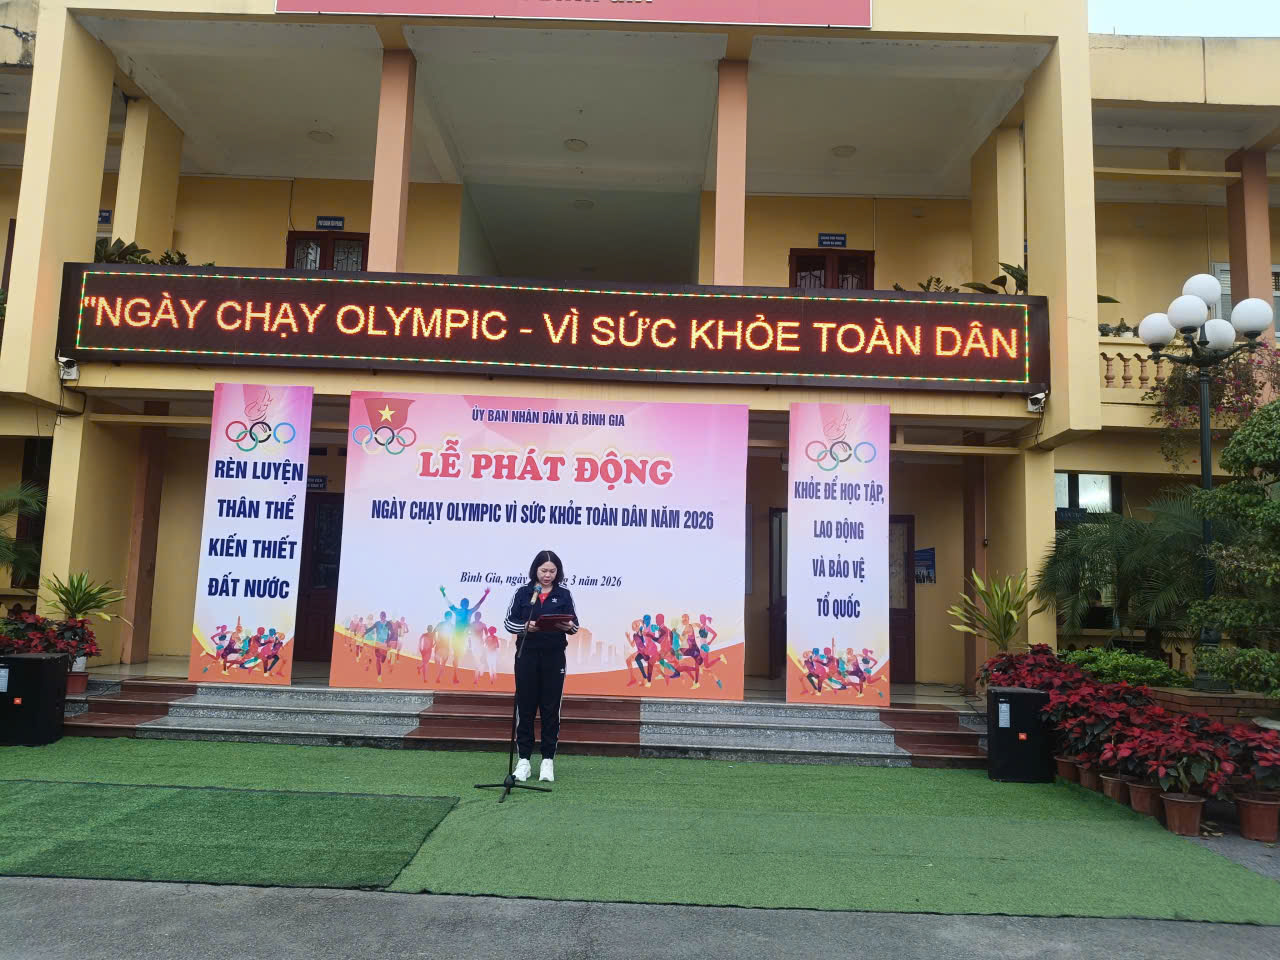 "NGÀY CHẠY OLYMPIC - VÌ SỨC KHỎE TOÀN DÂN
RÈN LUYỆN
THÂN THỂ
KIẾN THIẾT
ĐẤT NƯỚC
ỦY BAN NHÂN DÂN XÃ BÌNH GIA
LỄ PHÁT ĐỘNG
NGÀY CHẠY OLYMPIC VÌ SỨC KHỎE TOÀN DÂN NĂM 2026
Bình Gia, ngày 3 năm 2026
KHỎE ĐỂ HỌC TẬP,
LAO ĐỘNG
VÀ BẢO VỆ
TỔ QUỐC